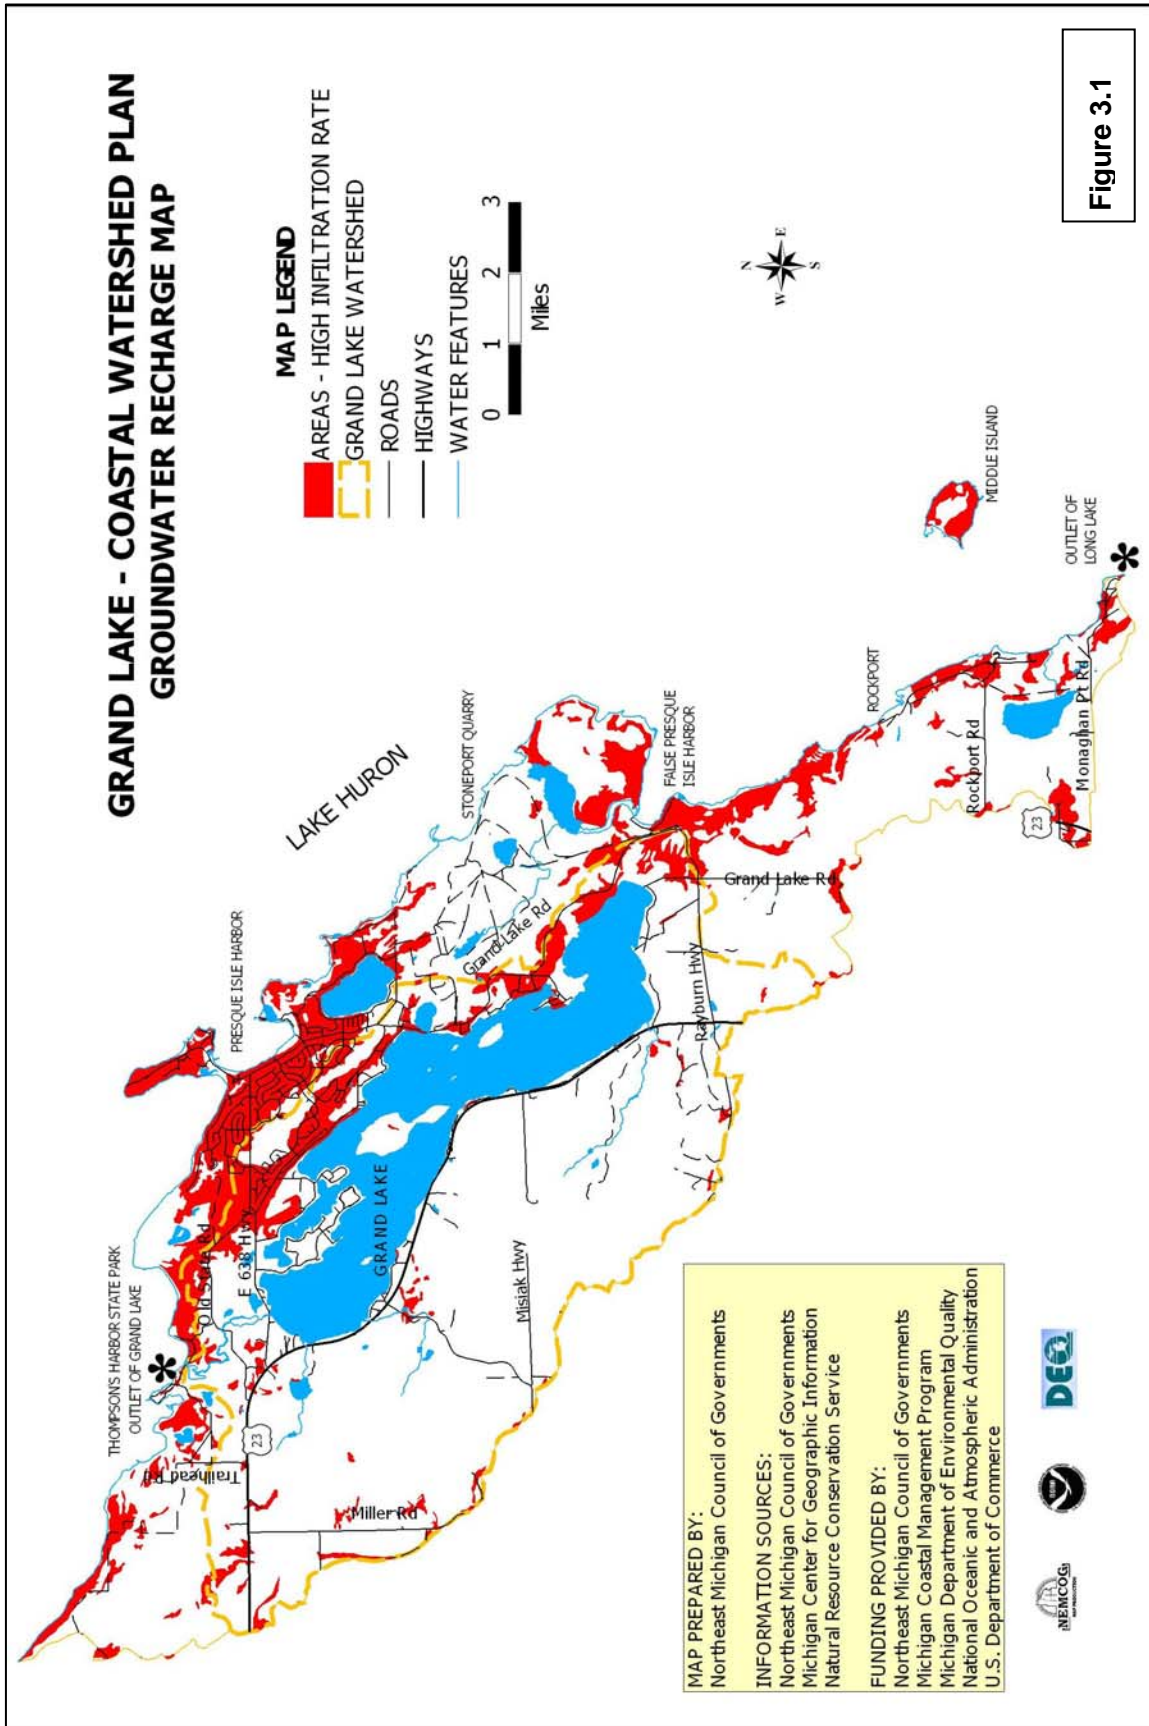 GRAND LAKE - COASTAL WATERSHED PLAN
GROUNDWATER RECHARGE MAP
MAP LEGEND
AREAS - HIGH INFILTRATION RATE
GRAND LAKE WATERSHED
ROADS
HIGHWAYS
WATER FEATURES
0 1 2 3
Miles
N
W E
S
LAKE HURON
THOMPSON'S HARBOR STATE PARK
OUTLET OF GRAND LAKE
*
PRESQUE ISLE HARBOR
STONEPORT QUARRY
FALSE PRESQUE
ISLE HARBOR
ROCKPORT
MIDDLE ISLAND
OUTLET OF
LONG LAKE
*
Trailhead Rd
Old State Rd
E 638 Hwy
23
Miller Rd
GRAND LAKE
Misiak Hwy
Grand Lake Rd
Rayburn Hwy
Grand Lake Rd
Rockport Rd
23
Monaghan Pt Rd
MAP PREPARED BY:
Northeast Michigan Council of Governments
INFORMATION SOURCES:
Northeast Michigan Council of Governments
Michigan Center for Geographic Information
Natural Resource Conservation Service
FUNDING PROVIDED BY:
Northeast Michigan Council of Governments
Michigan Coastal Management Program
Michigan Department of Environmental Quality
National Oceanic and Atmospheric Administration
U.S. Department of Commerce
NEMCOG
MAP PRODUCTION
DEQ
Figure 3.1